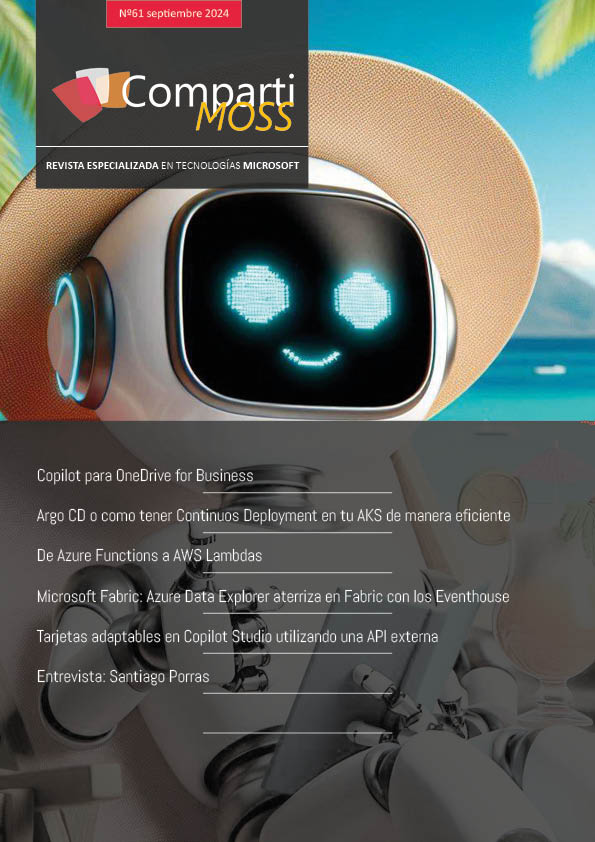 Nº61 septiembre 2024
Comparti
MOSS
REVISTA ESPECIALIZADA EN TECNOLOGÍAS MICROSOFT
Copilot para OneDrive for Business
Argo CD o como tener Continuos Deployment en tu AKS de manera eficiente
De Azure Functions a AWS Lambdas
Microsoft Fabric: Azure Data Explorer aterriza en Fabric con los Eventhouse
Tarjetas adaptables en Copilot Studio utilizando una API externa
Entrevista: Santiago Porras